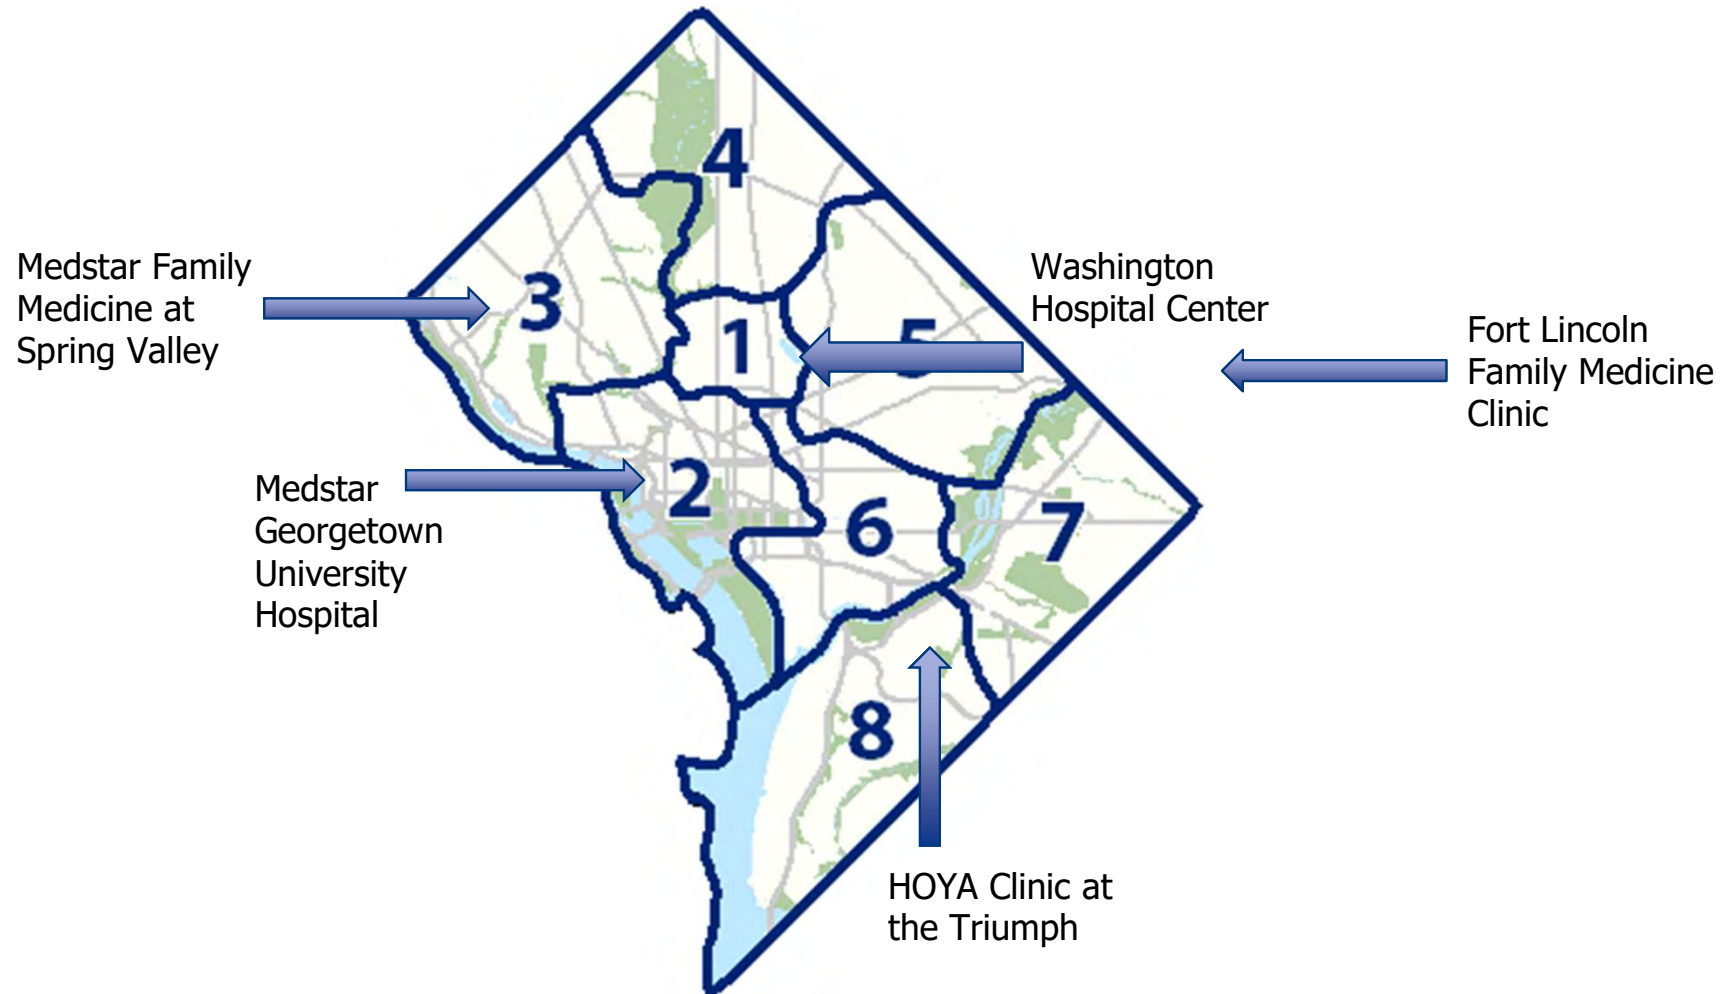 4
Medstar Family
Medicine at
Spring Valley
3
1
5
Washington
Hospital Center
Fort Lincoln
Family Medicine
Clinic
Medstar
Georgetown
University
Hospital
2
6
7
8
HOYA Clinic at
the Triumph